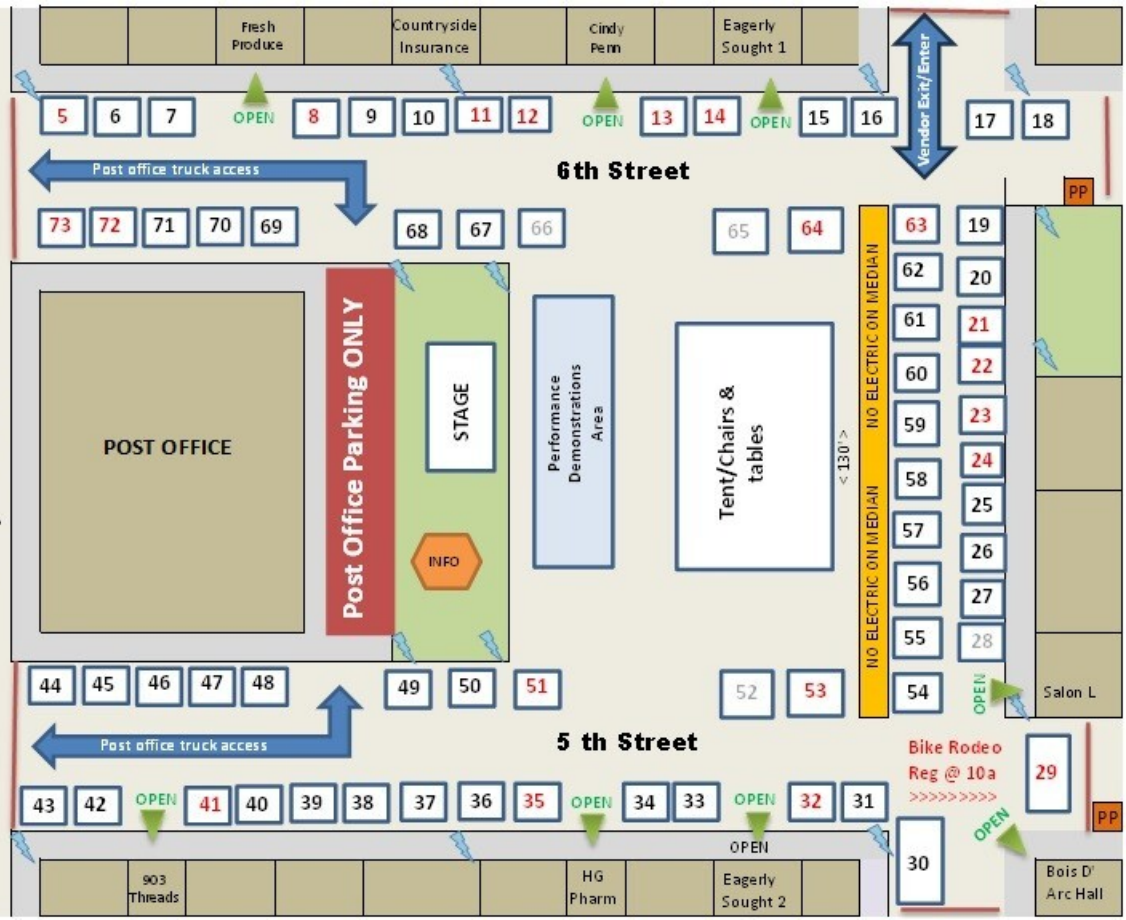 Fresh
Produce
Countryside
Insurance
Cindy
Penn
Eagerly
Sought 1
Vendor Exit/Enter
5 6 7 OPEN 8 9 10 11 12 OPEN 13 14 OPEN 15 16 17 18
Post office truck access
6th Street
PP
73 72 71 70 69 68 67 66 65 64 63 19
62 20
61 21
60 22
59 23
58 24
57 25
56 26
55 27
28
54
NO ELECTRIC ON MEDIAN
NO ELECTRIC ON MEDIAN
POST OFFICE
Post Office Parking ONLY
STAGE
INFO
Performance
Demonstrations
Area
Tent/Chairs &
tables
< 130' >
OPEN
Salon L
44 45 46 47 48 49 50 51 52 53
Post office truck access
5 th Street
Bike Rodeo
Reg @ 10a
>>>>>>>>>
29
PP
43 42 OPEN 41 40 39 38 37 36 35 OPEN 34 33 OPEN 32 31
OPEN
OPEN
30
903
Threads
HG
Pharm
Eagerly
Sought 2
Bois D'
Arc Hall